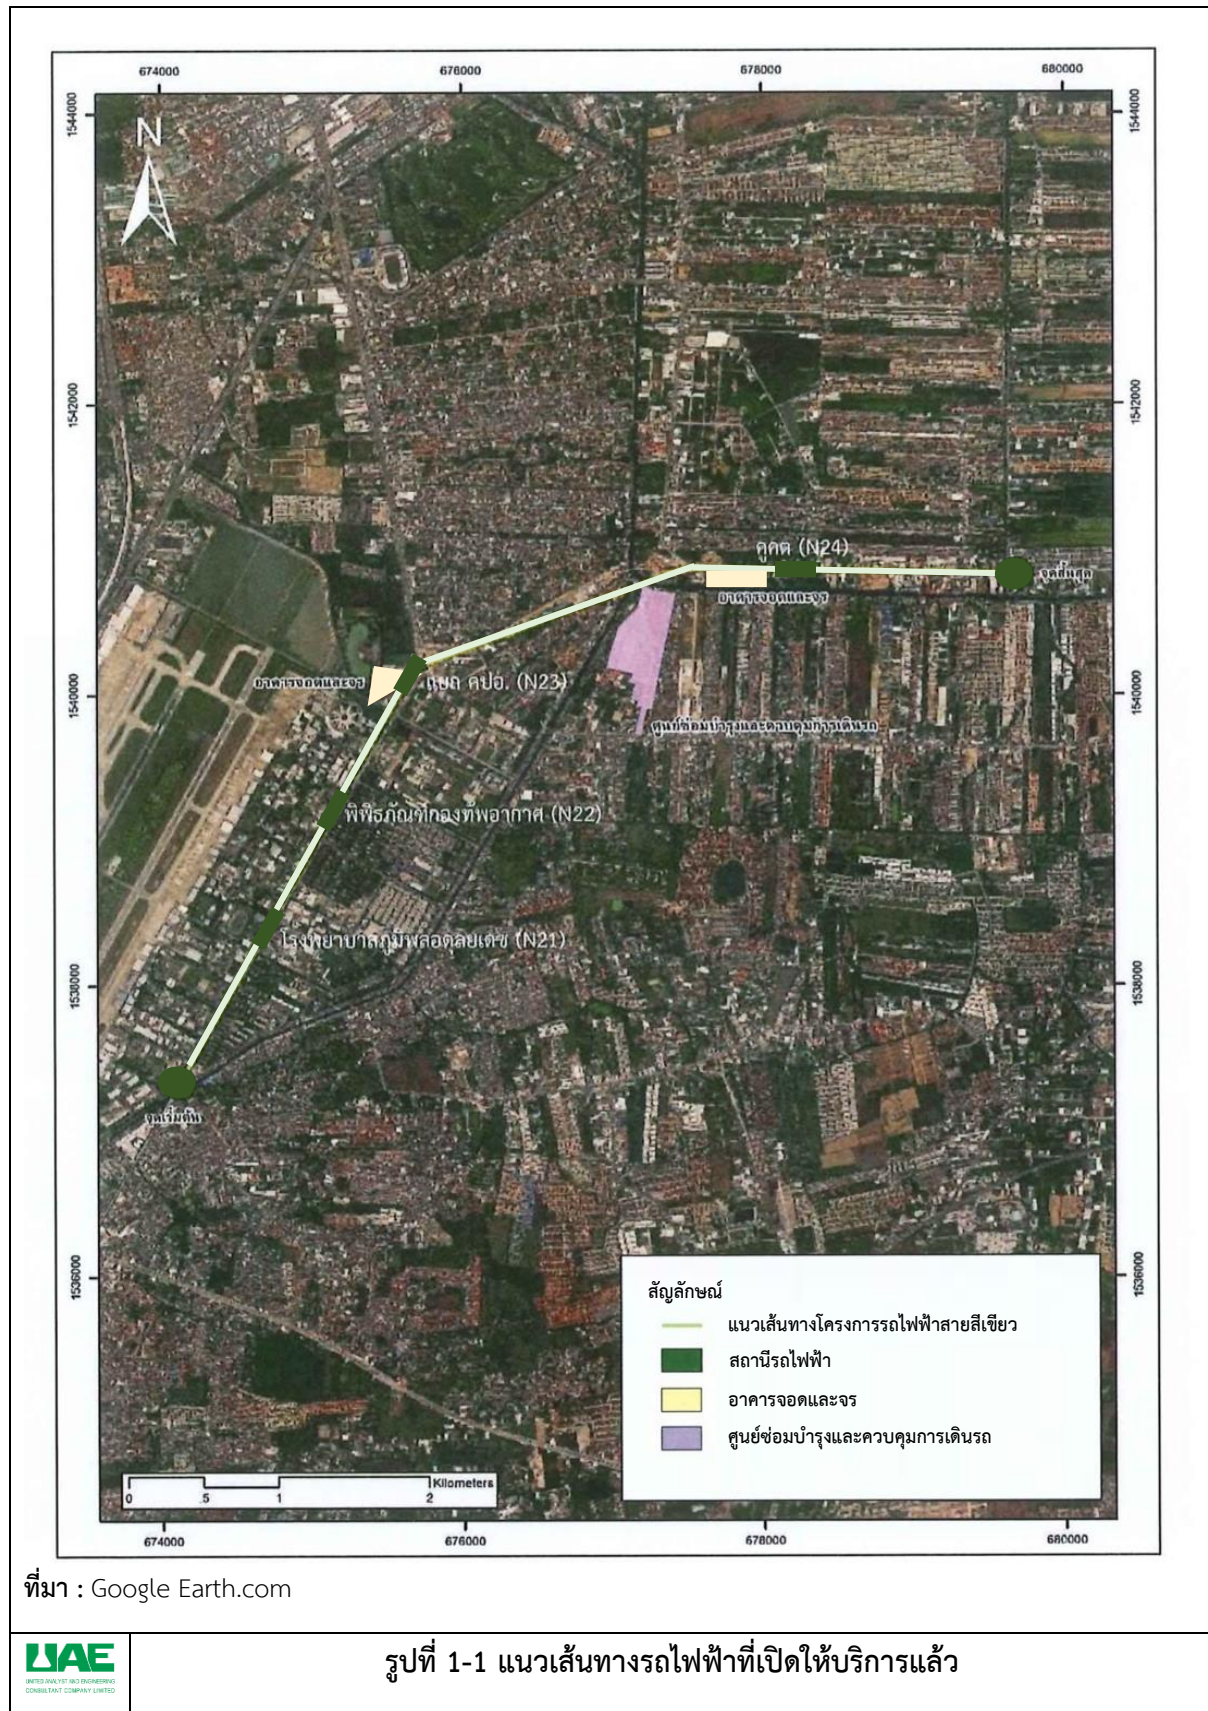 674000
676000
678000
680000
1544000
1544000
N
1542000
1542000
คูคต (N24)
จุดสิ้นสุด
อาคารจอดและจร
อาคารจอดและจร
แยก คปอ. (N23)
1540000
1540000
ศูนย์ซ่อมบำรุงและควบคุมการเดินรถ
พิพิธภัณฑ์กองทัพอากาศ (N22)
โรงพยาบาลภูมิพลอดุลยเดช (N21)
1538000
1538000
จุดเริ่มต้น
1536000
1536000
สัญลักษณ์
แนวเส้นทางโครงการรถไฟฟ้าสายสีเขียว
สถานีรถไฟฟ้า
อาคารจอดและจร
ศูนย์ซ่อมบำรุงและควบคุมการเดินรถ
Kilometers
0 .5 1 2
674000
676000
678000
680000
ที่มา : Google Earth.com
UAE
UNITED ANALYST AND ENGINEERING
CONSULTANT COMPANY LIMITED
รูปที่ 1-1 แนวเส้นทางรถไฟฟ้าที่เปิดให้บริการแล้ว